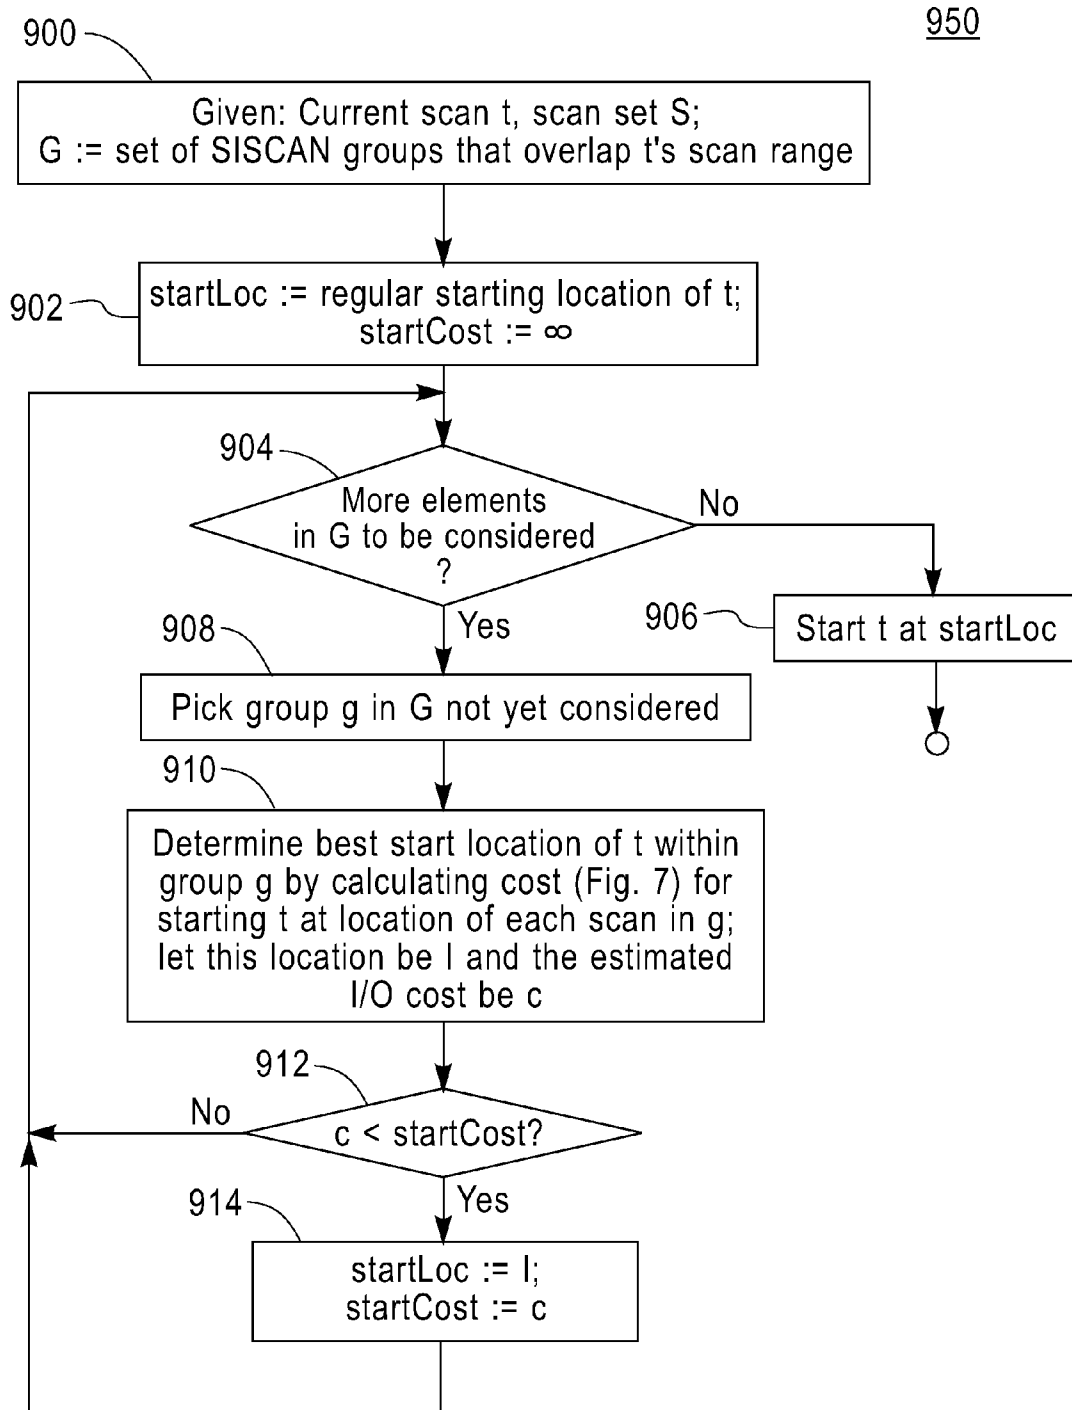 950
900
Given: Current scan t, scan set S;
G := set of SISCAN groups that overlap t's scan range
902
startLoc := regular starting location of t;
startCost := ∞
904
More elements
in G to be considered
?
No
Yes
906
Start t at startLoc
908
Pick group g in G not yet considered
910
Determine best start location of t within
group g by calculating cost (Fig. 7) for
starting t at location of each scan in g;
let this location be l and the estimated
I/O cost be c
912
No
c < startCost?
Yes
914
startLoc := l;
startCost := c